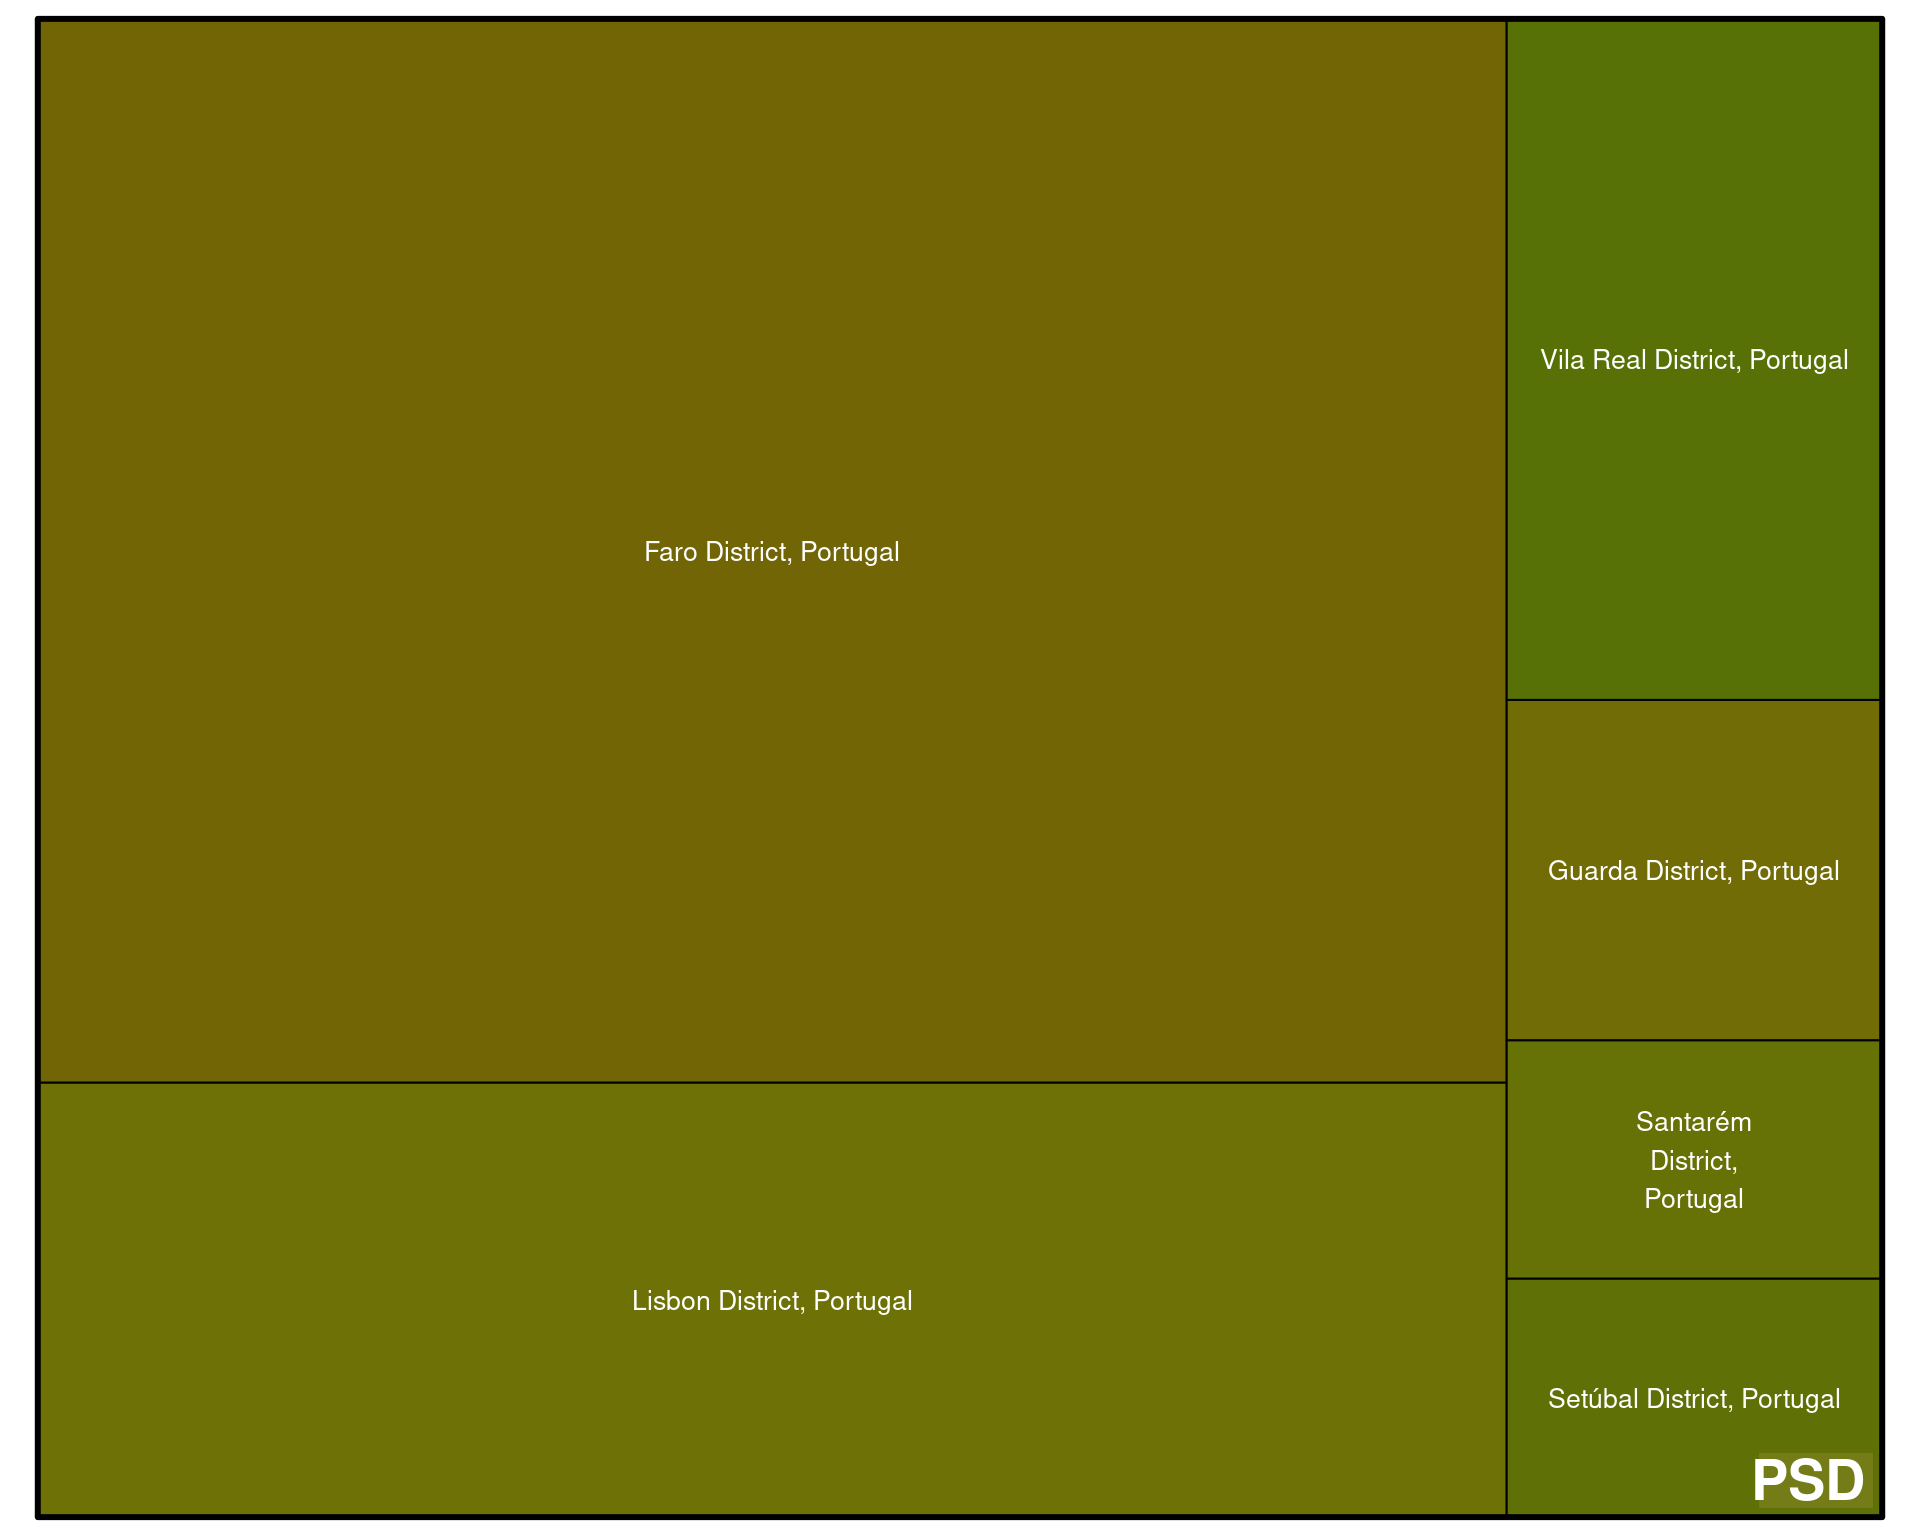 Faro District, Portugal
Lisbon District, Portugal
Vila Real District, Portugal
Guarda District, Portugal
Santarém
District,
Portugal
Setúbal District, Portugal
PSD